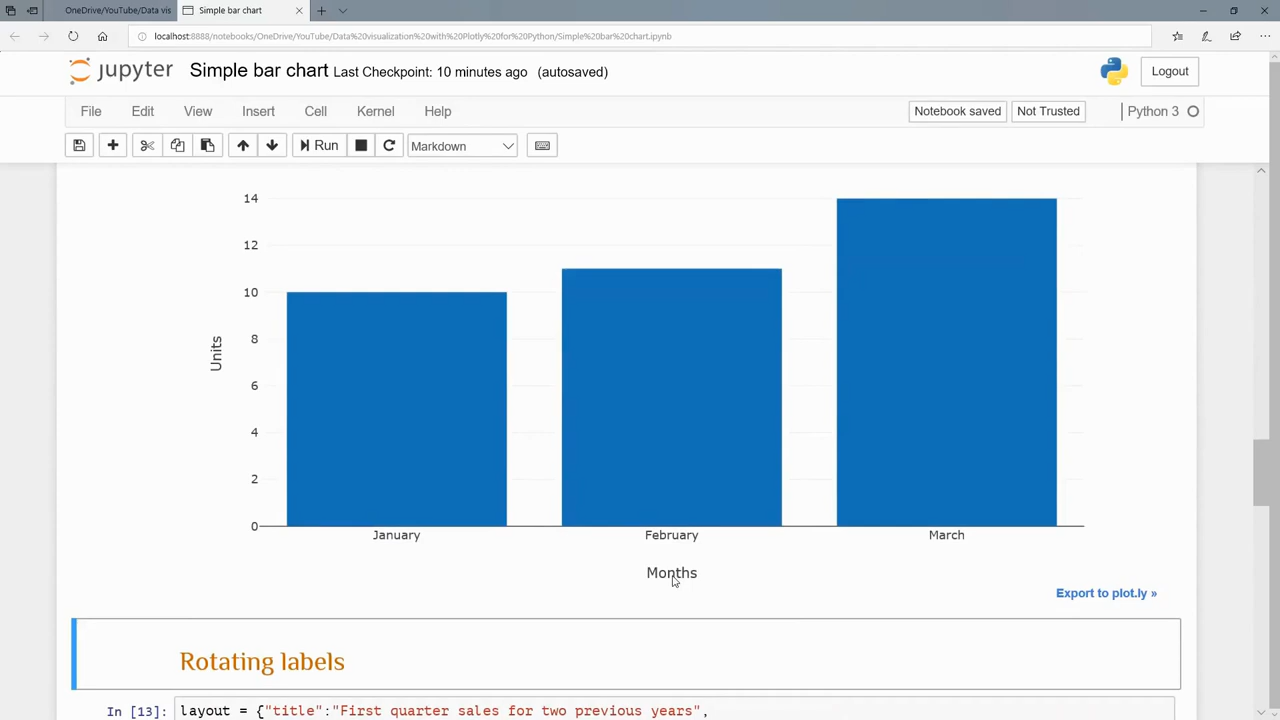 OneDrive/YouTube/Data vis
Simple bar chart
localhost:8888/notebooks/OneDrive/YouTube/Data%20visualization%20with%20Plotly%20for%20Python/Simple%20bar%20chart.ipynb
jupyter Simple bar chart Last Checkpoint: 10 minutes ago (autosaved)
Logout
File Edit View Insert Cell Kernel Help
Notebook saved Not Trusted Python 3
Run Markdown
14
12
10
8
6
4
2
0
Units
January February March
Months
Export to plot.ly »
Rotating labels
In [13]: layout = {"title":"First quarter sales for two previous years",